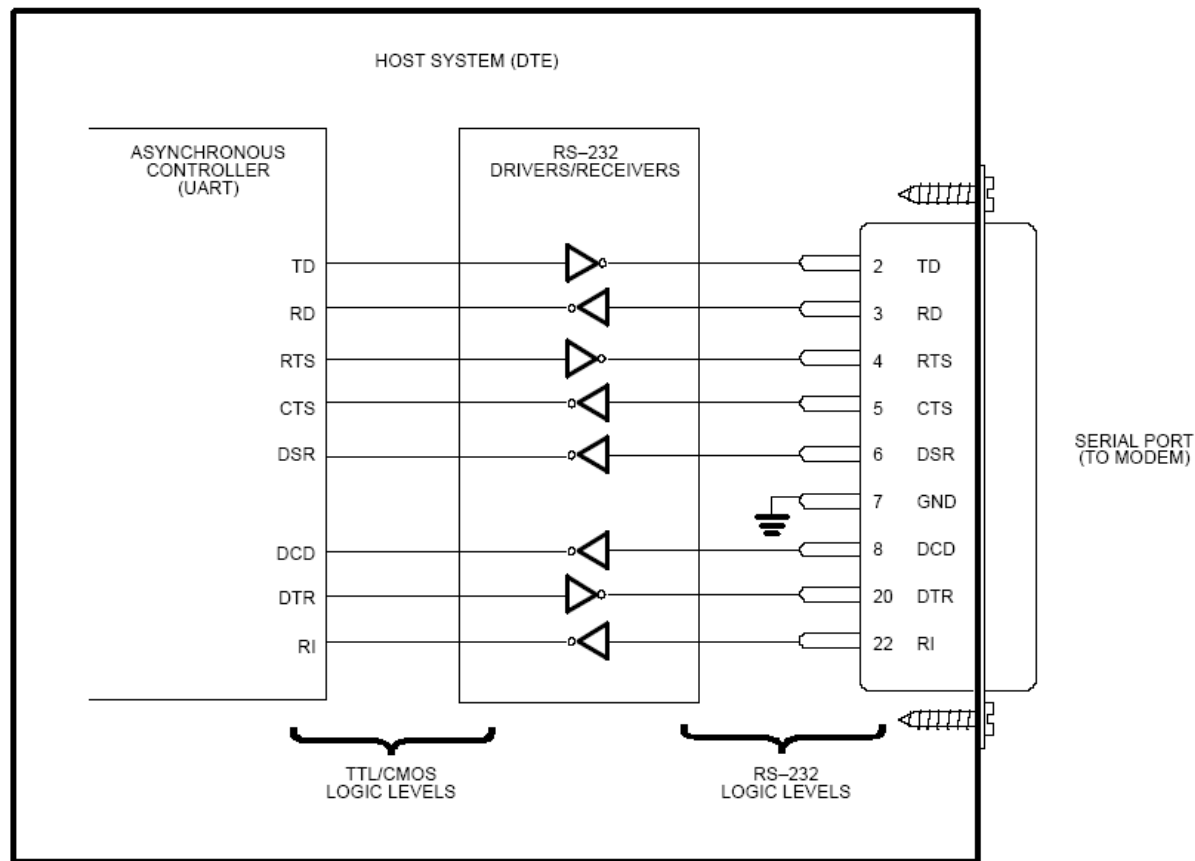 HOST SYSTEM (DTE)
ASYNCHRONOUS
CONTROLLER
(UART)
RS–232
DRIVERS/RECEIVERS
TD
2 TD
RD
3 RD
RTS
4 RTS
CTS
5 CTS
DSR
6 DSR
7 GND
DCD
8 DCD
DTR
20 DTR
RI
22 RI
SERIAL PORT
(TO MODEM)
TTL/CMOS
LOGIC LEVELS
RS–232
LOGIC LEVELS